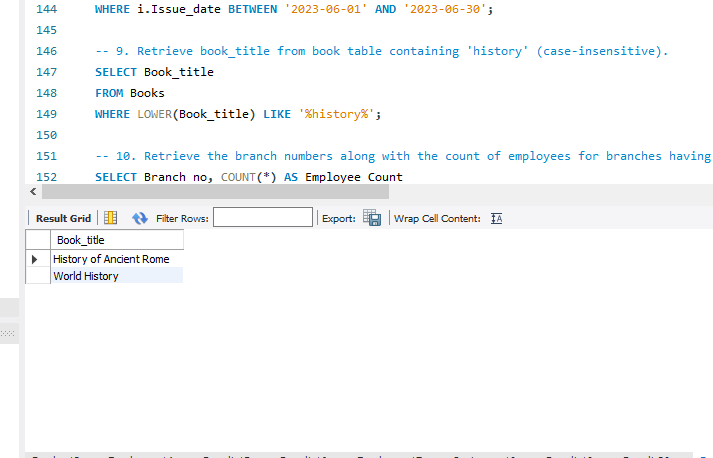 144 WHERE i.Issue_date BETWEEN '2023-06-01' AND '2023-06-30';
145
146 -- 9. Retrieve book_title from book table containing 'history' (case-insensitive).
147 SELECT Book_title
148 FROM Books
149 WHERE LOWER(Book_title) LIKE '%history%';
150
151 -- 10. Retrieve the branch numbers along with the count of employees for branches having
152 SELECT Branch no, COUNT(*) AS Employee Count
Result Grid Filter Rows: Export: Wrap Cell Content:
Book_title
History of Ancient Rome
World History